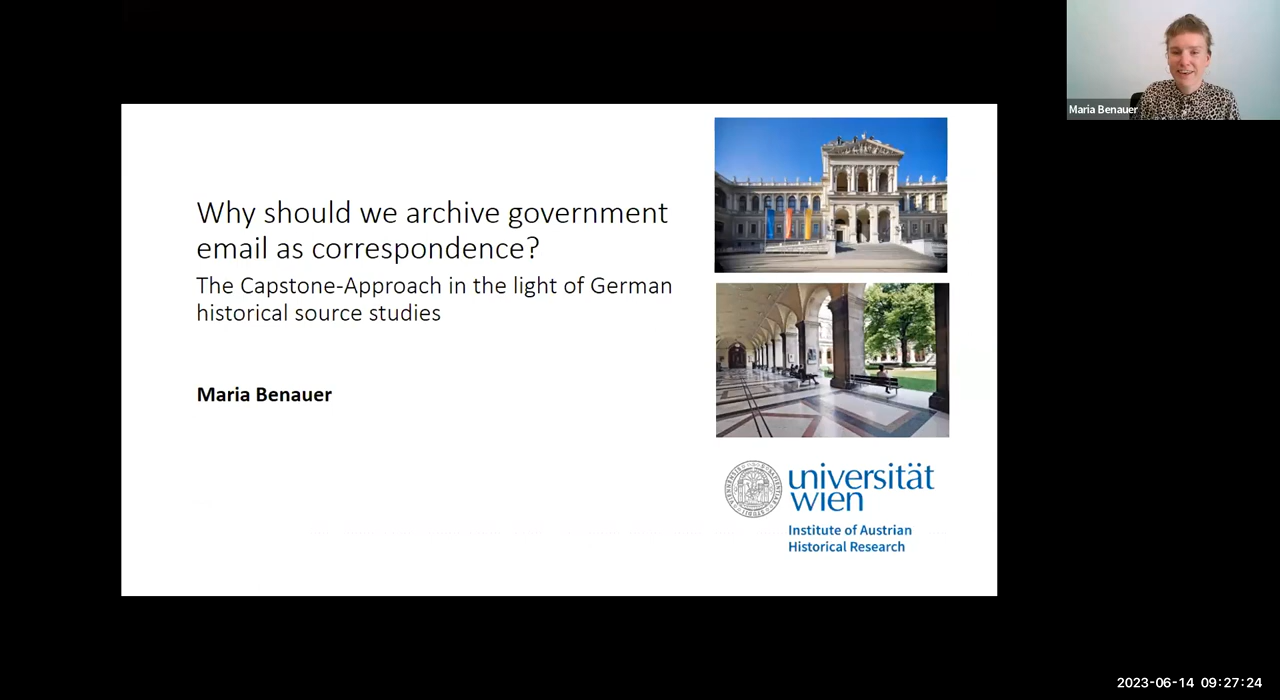 Maria Benauer
Why should we archive government
email as correspondence?
The Capstone-Approach in the light of German
historical source studies
Maria Benauer
universität
wien
Institute of Austrian
Historical Research
2023-06-14 09:27:24